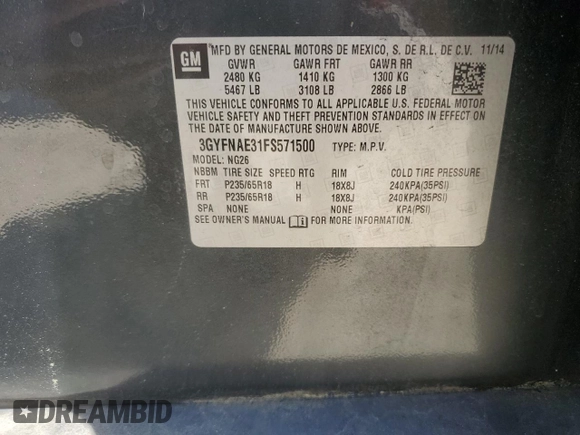 GM
MFD BY GENERAL MOTORS DE MEXICO, S. DE R.L. DE C.V. 11/14
GVWR GAWR FRT GAWR RR
2480 KG 1410 KG 1300 KG
5467 LB 3108 LB 2866 LB
THIS VEHICLE CONFORMS TO ALL APPLICABLE U.S. FEDERAL MOTOR
VEHICLE SAFETY AND THEFT PREVENTION STANDARDS IN EFFECT ON
THE DATE OF MANUFACTURE SHOWN ABOVE.
3GYFNAE31FS571500 TYPE: M.P.V.
MODEL: NG26
NBBM TIRE SIZE SPEED RTG RIM COLD TIRE PRESSURE
FRT P235/65R18 H 18X8J 240KPA(35PSI)
RR P235/65R18 H 18X8J 240KPA(35PSI)
SPA NONE NONE KPA(PSI)
SEE OWNER'S MANUAL FOR MORE INFORMATION.
DREAMBID